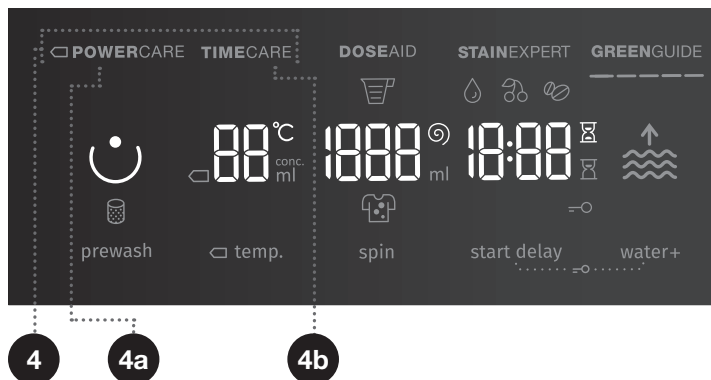 POWERCARE TIMECARE DOSEAID STAINEXPERT GREENGUIDE
88 °C 1888 18:88
conc.
ml ml
prewash temp. spin start delay water+
4 4a 4b